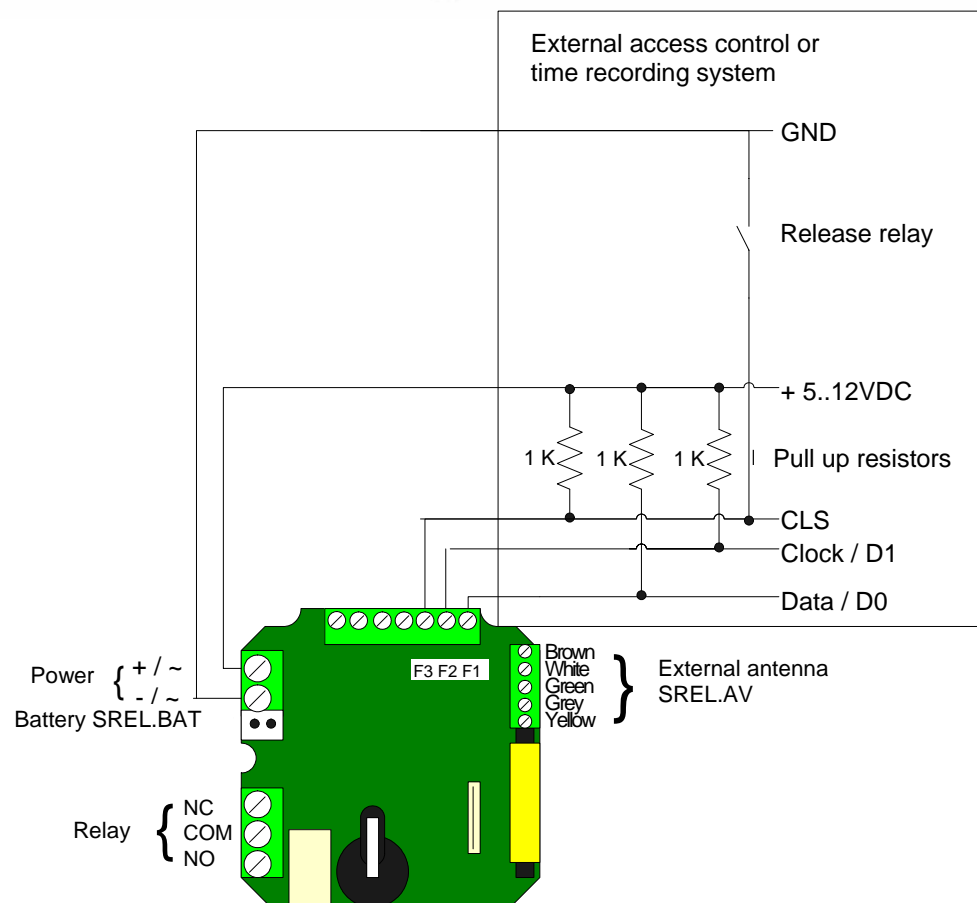 External access control or
time recording system
GND
Release relay
+ 5..12VDC
1 K
1 K
1 K
Pull up resistors
CLS
Clock / D1
Data / D0
F3 F2 F1
Power
+ / ~
- / ~
Battery SREL.BAT
Brown
White
Green
Grey
Yellow
External antenna
SREL.AV
Relay
NC
COM
NO